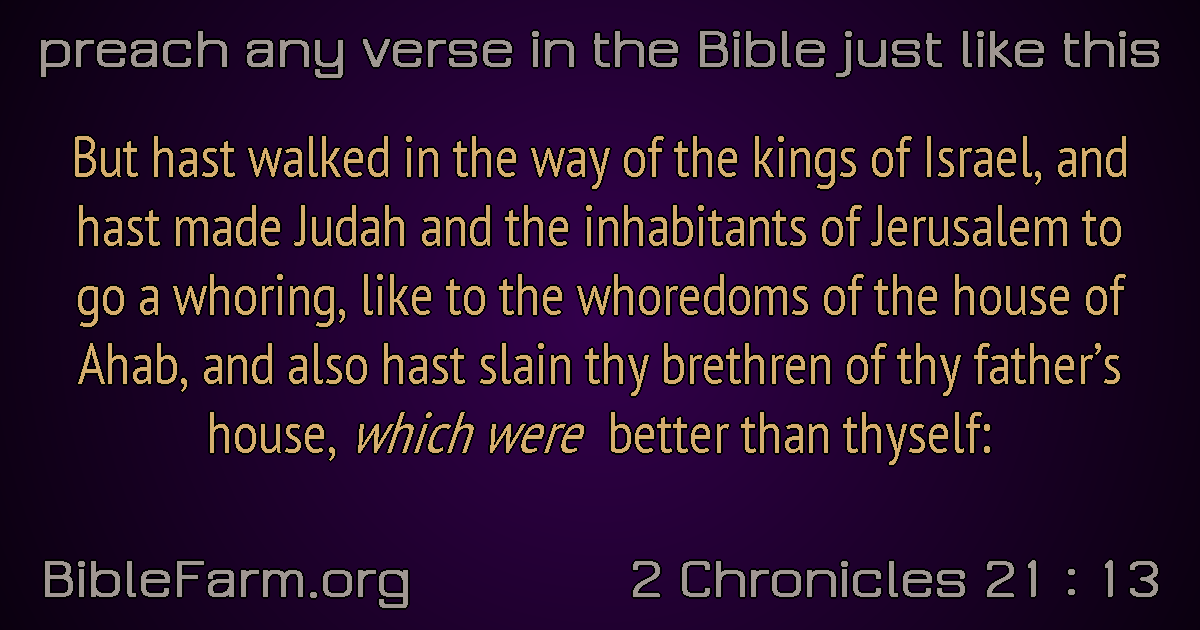 preach any verse in the Bible just like this
But hast walked in the way of the kings of Israel, and
hast made Judah and the inhabitants of Jerusalem to
go a whoring, like to the whoredoms of the house of
Ahab, and also hast slain thy brethren of thy father’s
house, which were better than thyself:
BibleFarm.org
2 Chronicles 21 : 13